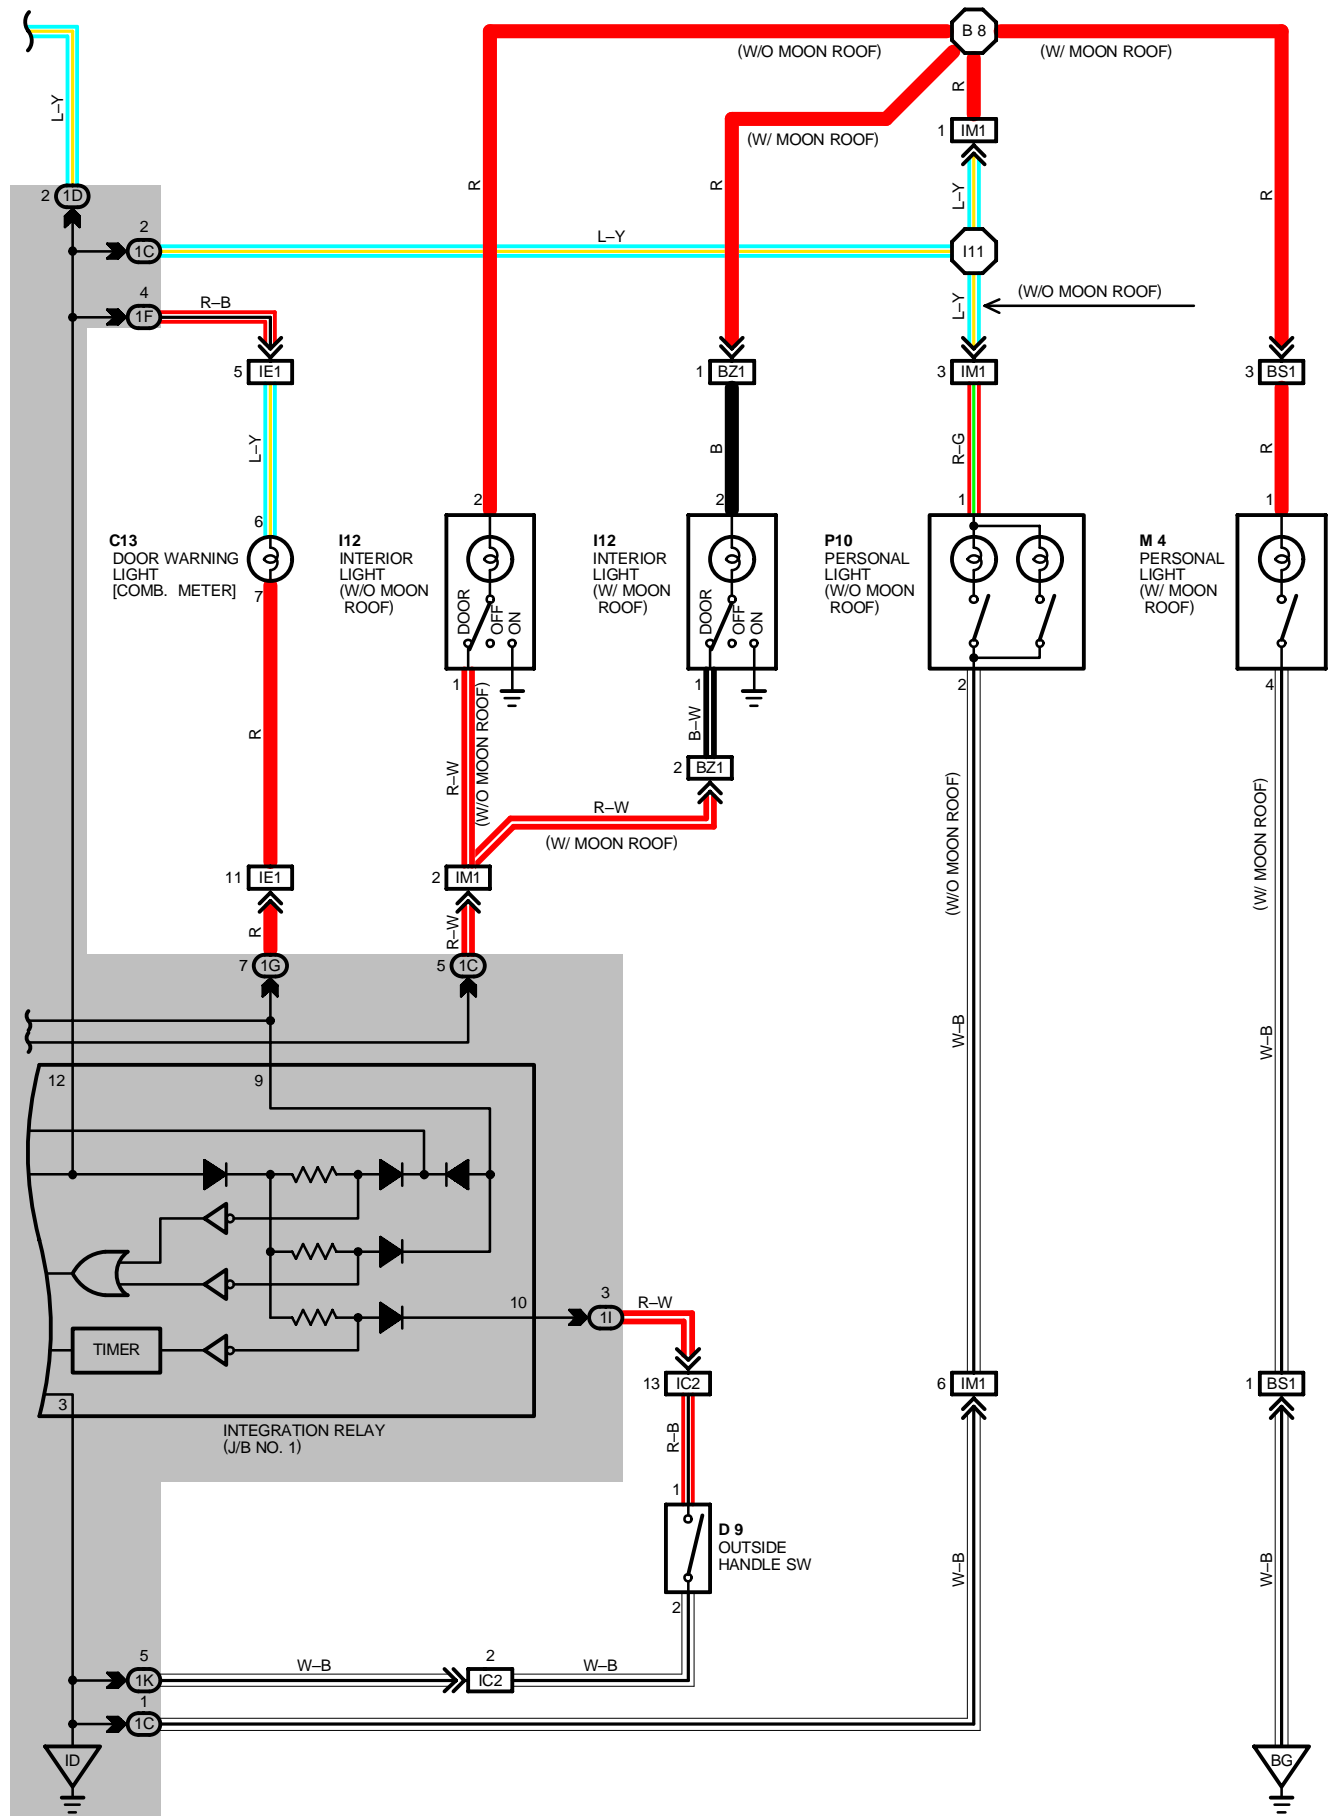 B 8
(W/O MOON ROOF)
(W/ MOON ROOF)
L–Y
R
1 IM1
(W/ MOON ROOF)
R
R
L–Y
R
2 1D
2
1C
L–Y
I11
4
1F
R–B
L–Y
(W/O MOON ROOF)
5 IE1
1 BZ1
3 IM1
3 BS1
L–Y
B
R–G
R
6
2
2
1
1
C13
DOOR WARNING
LIGHT
[COMB. METER]
7
I12
INTERIOR
LIGHT
(W/O MOON
ROOF)
DOOR
OFF
ON
I12
INTERIOR
LIGHT
(W/ MOON
ROOF)
DOOR
OFF
ON
P10
PERSONAL
LIGHT
(W/O MOON
ROOF)
M 4
PERSONAL
LIGHT
(W/ MOON
ROOF)
1
1
2
4
R
R–W
(W/O MOON ROOF)
B–W
2 BZ1
R–W
(W/ MOON ROOF)
(W/O MOON ROOF)
(W/ MOON ROOF)
11 IE1
2 IM1
R
R–W
7 1G
5 1C
W–B
W–B
12
9
10
3
1I
R–W
TIMER
13 IC2
6 IM1
1 BS1
3
INTEGRATION RELAY
(J/B NO. 1)
R–B
1
D 9
OUTSIDE
HANDLE SW
2
W–B
W–B
5
1K
W–B
2
IC2
W–B
1
1C
ID
BG